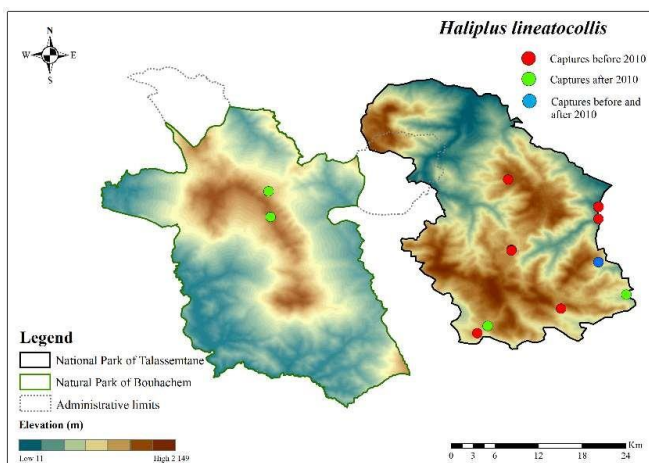 Haliplus lineatocollis
N
W E
S
Captures before 2010
Captures after 2010
Captures before and
after 2010
Legend
National Park of Talassemtane
Natural Park of Bouhachem
Administrative limits
Elevation (m)
Low 11 High 2 149
Km
0 3 6 12 18 24